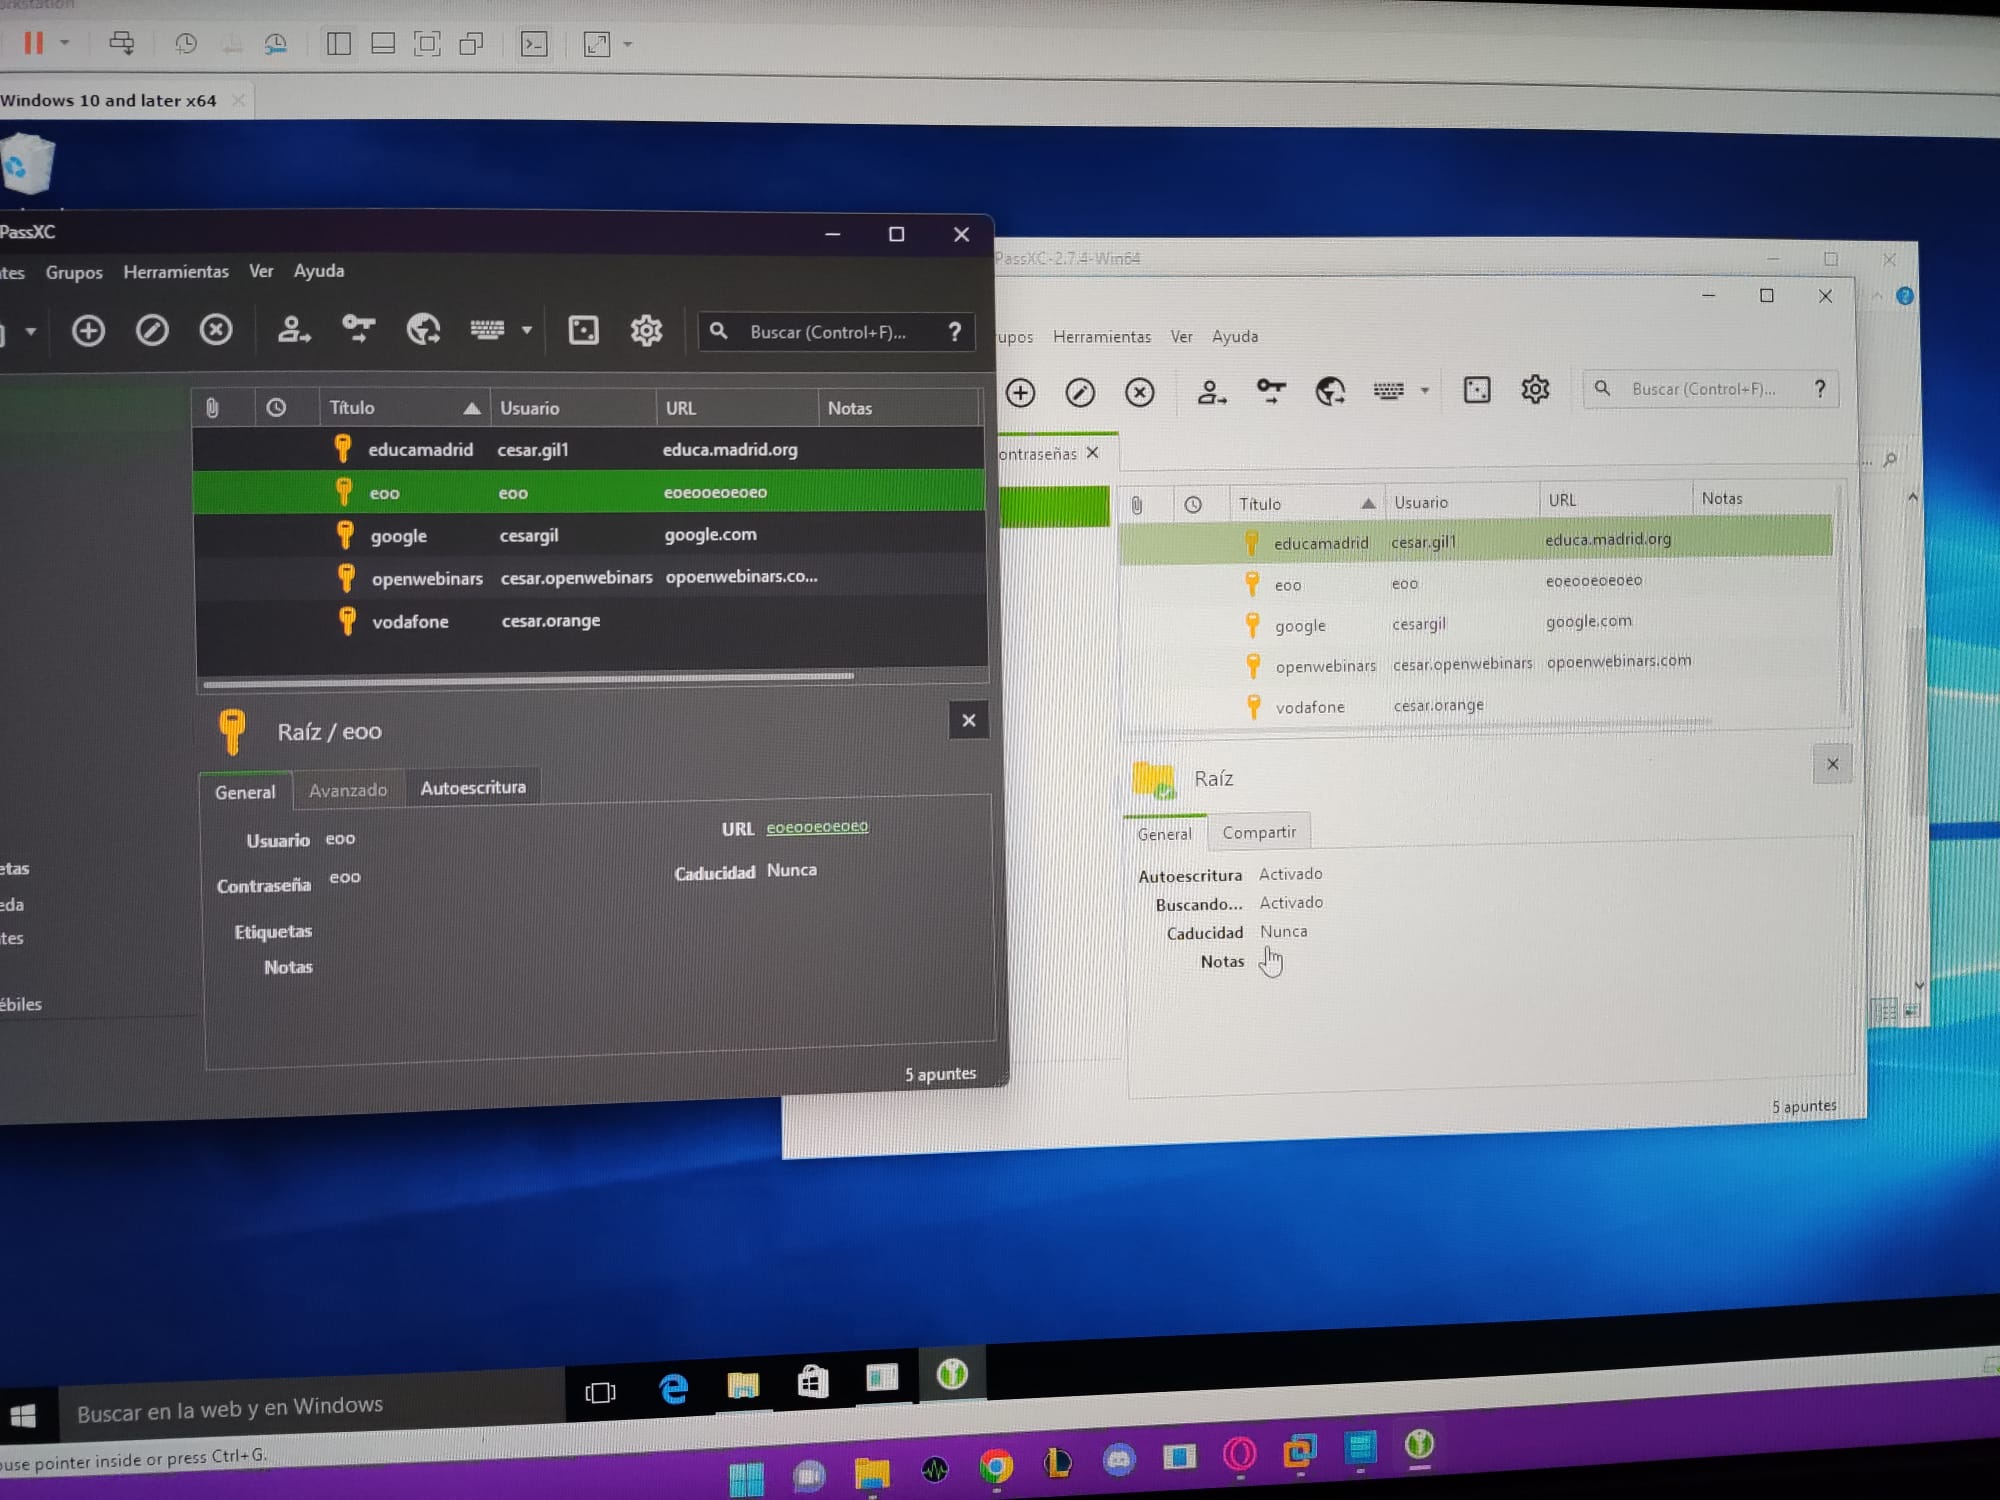 Windows 10 and later x64
PassXC
Grupos Herramientas Ver Ayuda
Buscar (Control+F)... ?
Título Usuario URL Notas
educamadrid cesar.gil1 educa.madrid.org
eoo eoo eoeooeoeoeo
google cesargil google.com
openwebinars cesar.openwebinars opoenwebinars.co...
vodafone cesar.orange
Raíz / eoo
General Avanzado Autoescritura
Usuario eoo
URL eoeooeoeoeo
Contraseña eoo
Caducidad Nunca
Etiquetas
Notas
etas
eda
tes
ébiles
5 apuntes
PassXC-2.7.4-Win64
upos Herramientas Ver Ayuda
Buscar (Control+F)... ?
ontraseñas
Título Usuario URL Notas
educamadrid cesar.gil1 educa.madrid.org
eoo eoo eoeooeoeoeo
google cesargil google.com
openwebinars cesar.openwebinars opoenwebinars.com
vodafone cesar.orange
Raíz
General Compartir
Autoescritura Activado
Buscando... Activado
Caducidad Nunca
Notas
5 apuntes
Buscar en la web y en Windows
ouse pointer inside or press Ctrl+G.